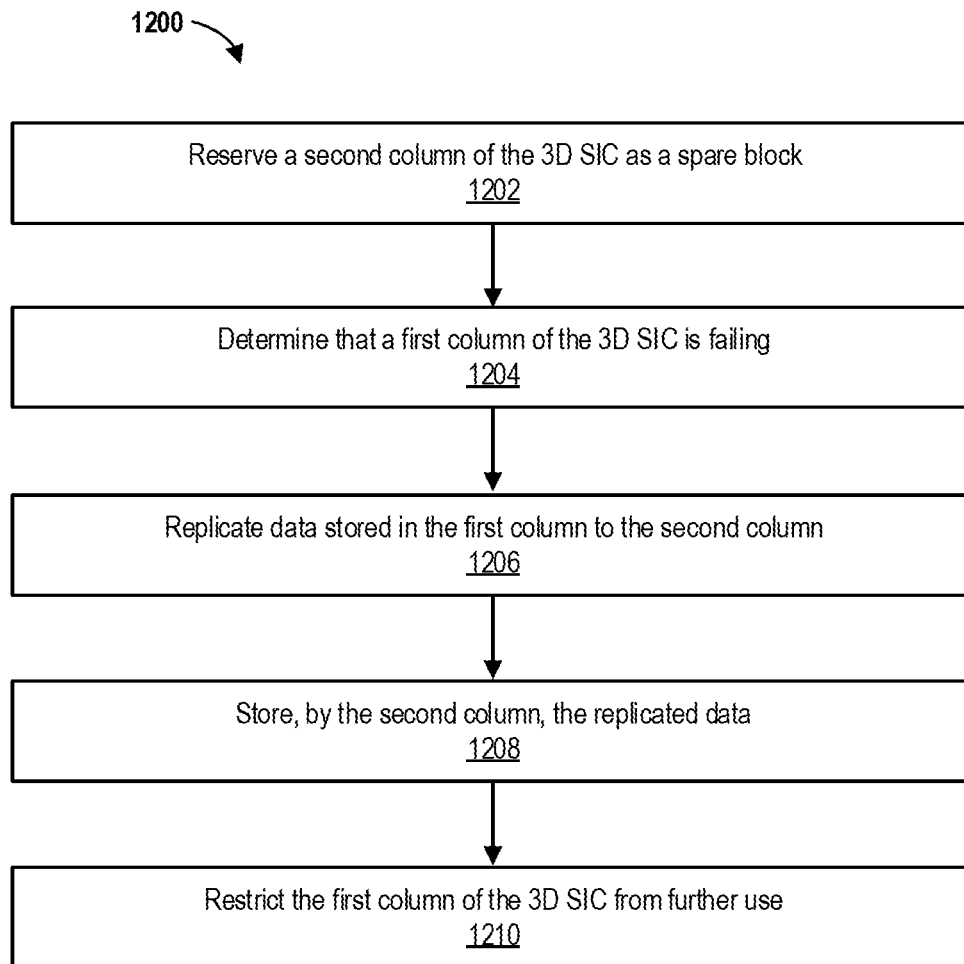 1200
Reserve a second column of the 3D SIC as a spare block
1202
Determine that a first column of the 3D SIC is failing
1204
Replicate data stored in the first column to the second column
1206
Store, by the second column, the replicated data
1208
Restrict the first column of the 3D SIC from further use
1210